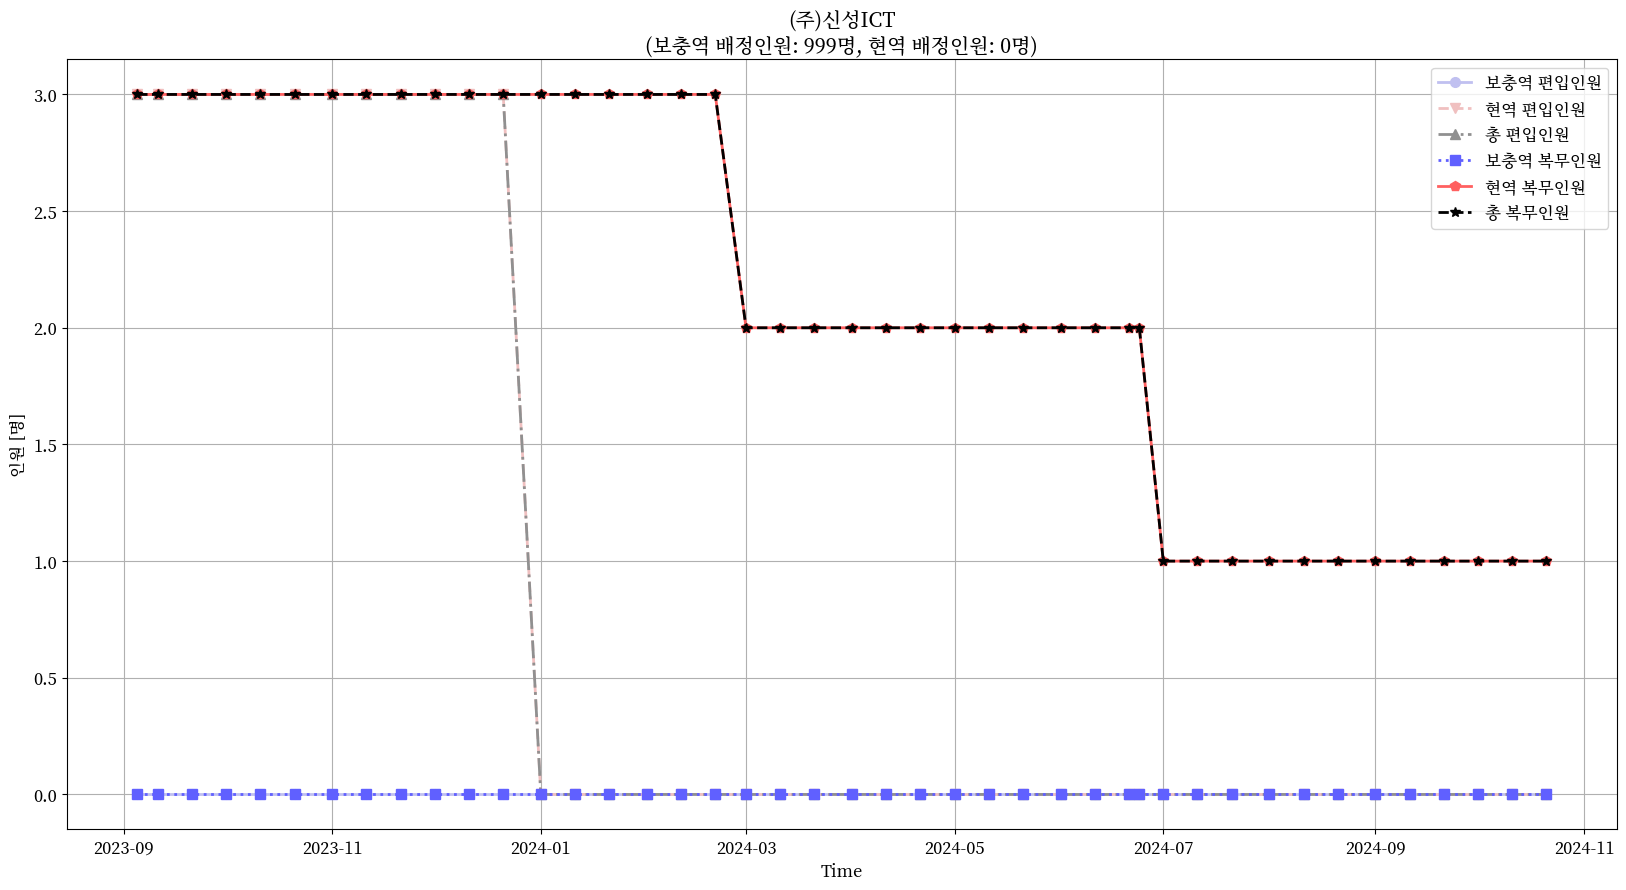 (주)신성ICT
(보충역 배정인원: 999명, 현역 배정인원: 0명)
보충역 편입인원
현역 편입인원
총 편입인원
보충역 복무인원
현역 복무인원
총 복무인원
인원 [명]
3.0
2.5
2.0
1.5
1.0
0.5
0.0
2023-09
2023-11
2024-01
2024-03
2024-05
2024-07
2024-09
2024-11
Time